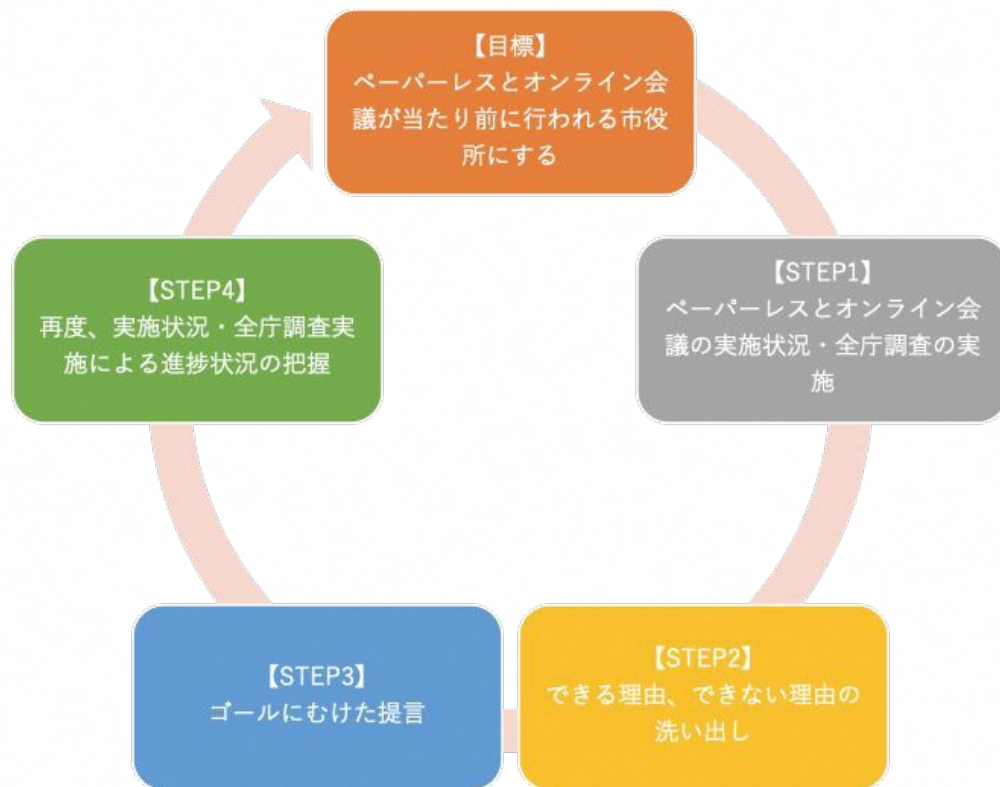 【目標】
ペーパーレスとオンライン会
議が当たり前に行われる市役
所にする
【STEP1】
ペーパーレスとオンライン会
議の実施状況・全庁調査の実
施
【STEP2】
できる理由、できない理由の
洗い出し
【STEP3】
ゴールにむけた提言
【STEP4】
再度、実施状況・全庁調査実
施による進捗状況の把握